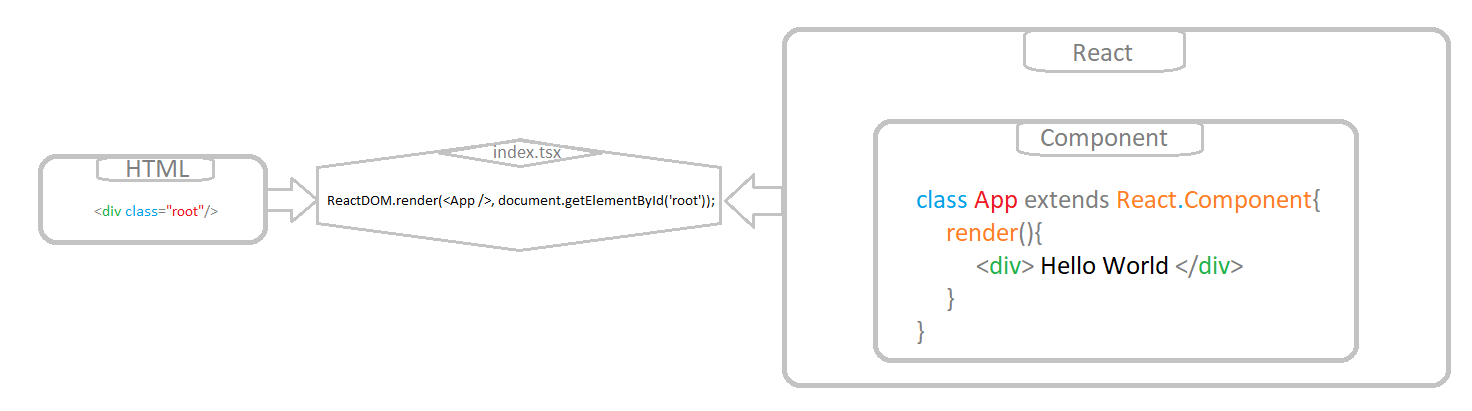 HTML
<div class="root"/>
index.tsx
ReactDOM.render(<App />, document.getElementById('root'));
React
Component
class App extends React.Component{
render(){
<div> Hello World </div>
}
}